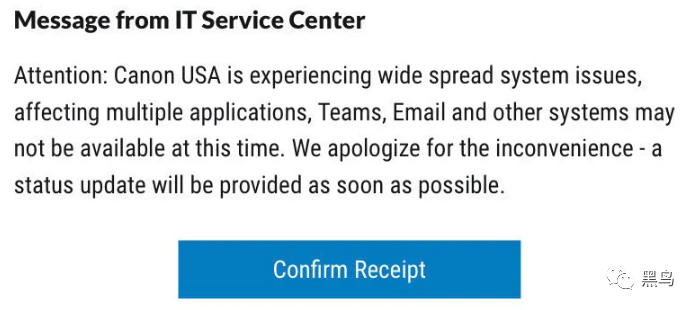 Message from IT Service Center
Attention: Canon USA is experiencing wide spread system issues,
affecting multiple applications, Teams, Email and other systems may
not be available at this time. We apologize for the inconvenience - a
status update will be provided as soon as possible.
Confirm Receipt
黑鸟